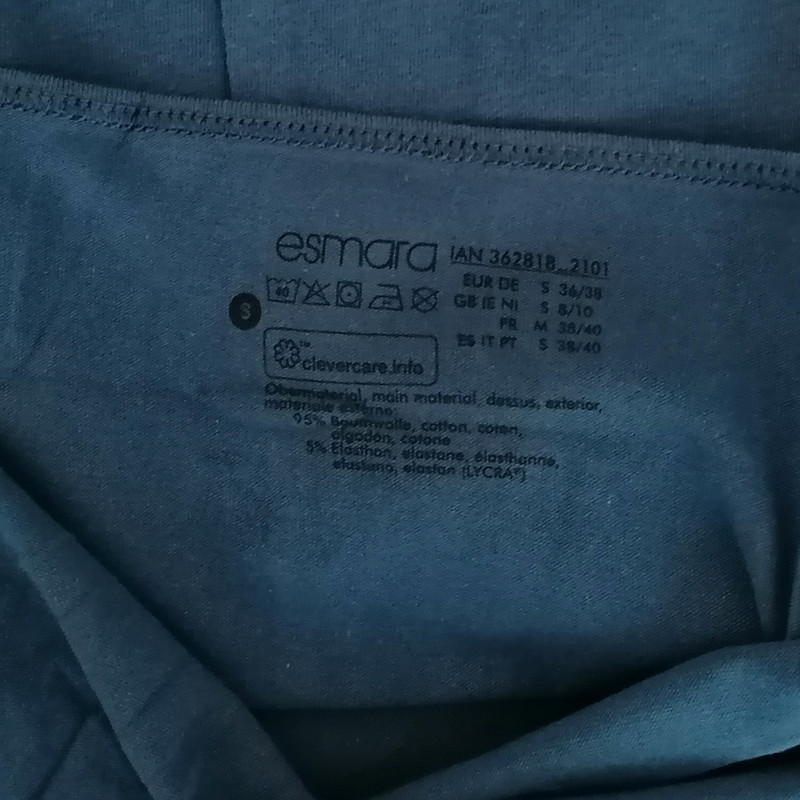 esmara
IAN 362818_2101
EUR DE S 36/38
GB IE NI S 8/10
FR M 38/40
ES IT PT S 38/40
40
S
clevercare.info
Obermaterial, main material, dessus, exterior,
materiale esterno:
95% Baumwolle, cotton, coton,
algodón, cotone
5% Elasthan, elastane, élasthanne,
elastano, elastan (LYCRA®)